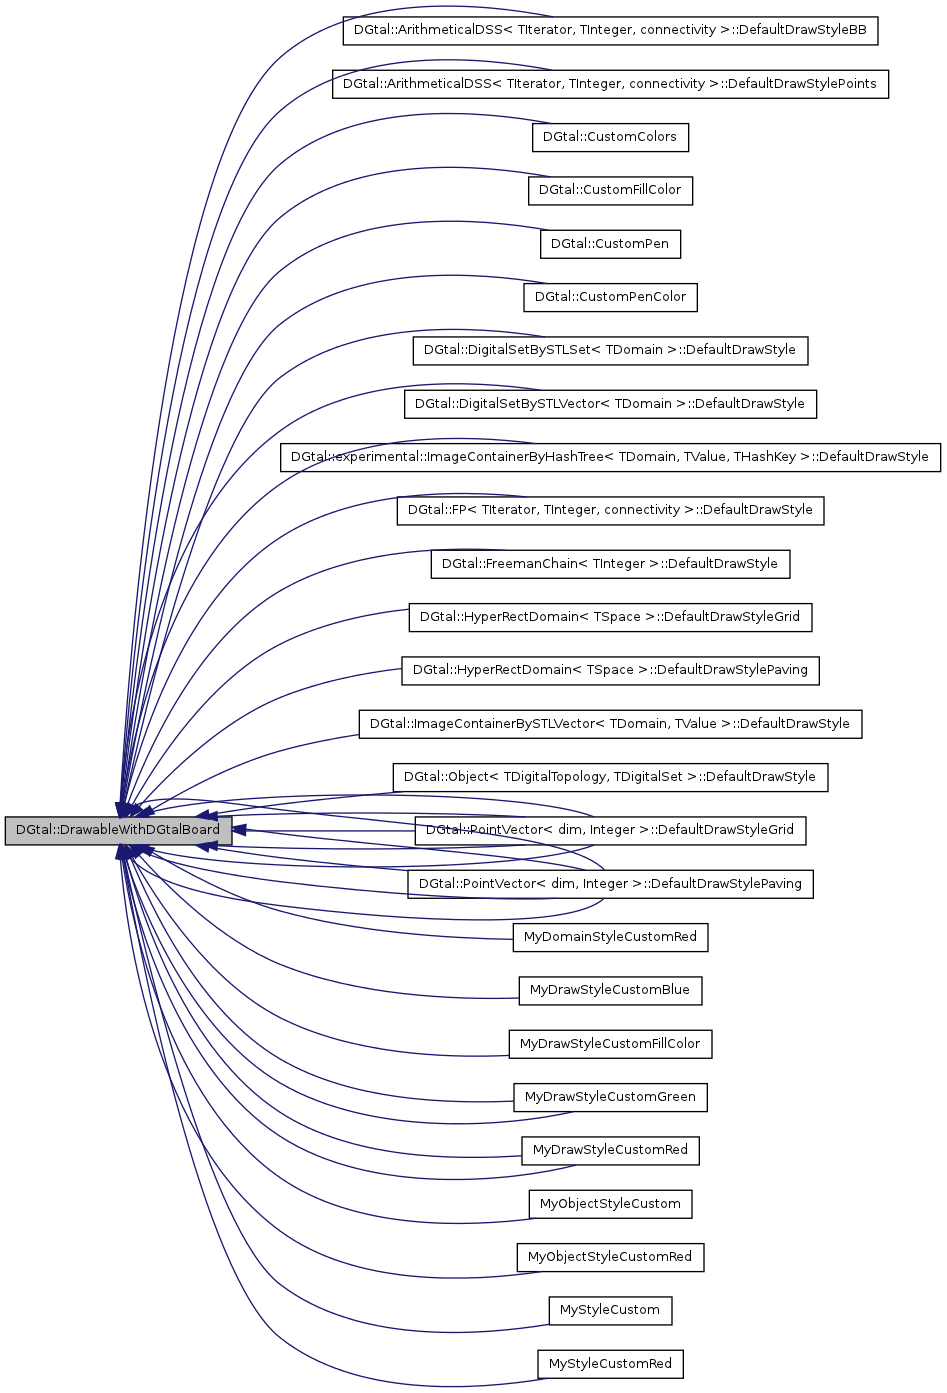 DGtal::ArithmeticalDSS< TIterator, TInteger, connectivity >::DefaultDrawStyleBB
DGtal::ArithmeticalDSS< TIterator, TInteger, connectivity >::DefaultDrawStylePoints
DGtal::CustomColors
DGtal::CustomFillColor
DGtal::CustomPen
DGtal::CustomPenColor
DGtal::DigitalSetBySTLSet< TDomain >::DefaultDrawStyle
DGtal::DigitalSetBySTLVector< TDomain >::DefaultDrawStyle
DGtal::experimental::ImageContainerByHashTree< TDomain, TValue, THashKey >::DefaultDrawStyle
DGtal::FP< TIterator, TInteger, connectivity >::DefaultDrawStyle
DGtal::FreemanChain< TInteger >::DefaultDrawStyle
DGtal::HyperRectDomain< TSpace >::DefaultDrawStyleGrid
DGtal::HyperRectDomain< TSpace >::DefaultDrawStylePaving
DGtal::ImageContainerBySTLVector< TDomain, TValue >::DefaultDrawStyle
DGtal::Object< TDigitalTopology, TDigitalSet >::DefaultDrawStyle
DGtal::DrawableWithDGtalBoard
DGtal::PointVector< dim, Integer >::DefaultDrawStyleGrid
DGtal::PointVector< dim, Integer >::DefaultDrawStylePaving
MyDomainStyleCustomRed
MyDrawStyleCustomBlue
MyDrawStyleCustomFillColor
MyDrawStyleCustomGreen
MyDrawStyleCustomRed
MyObjectStyleCustom
MyObjectStyleCustomRed
MyStyleCustom
MyStyleCustomRed